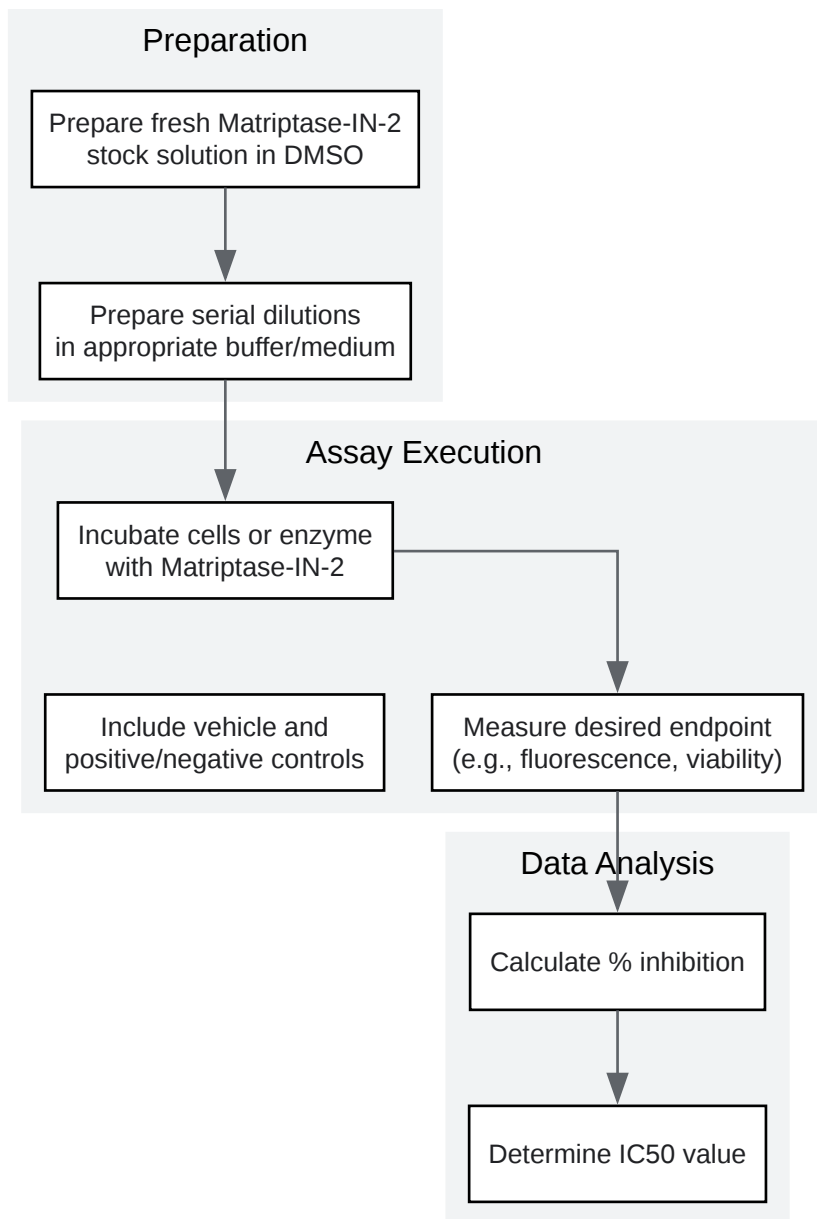 Preparation
Prepare fresh Matriptase-IN-2
stock solution in DMSO
Prepare serial dilutions
in appropriate buffer/medium
Assay Execution
Incubate cells or enzyme
with Matriptase-IN-2
Include vehicle and
positive/negative controls
Measure desired endpoint
(e.g., fluorescence, viability)
Data Analysis
Calculate % inhibition
Determine IC50 value